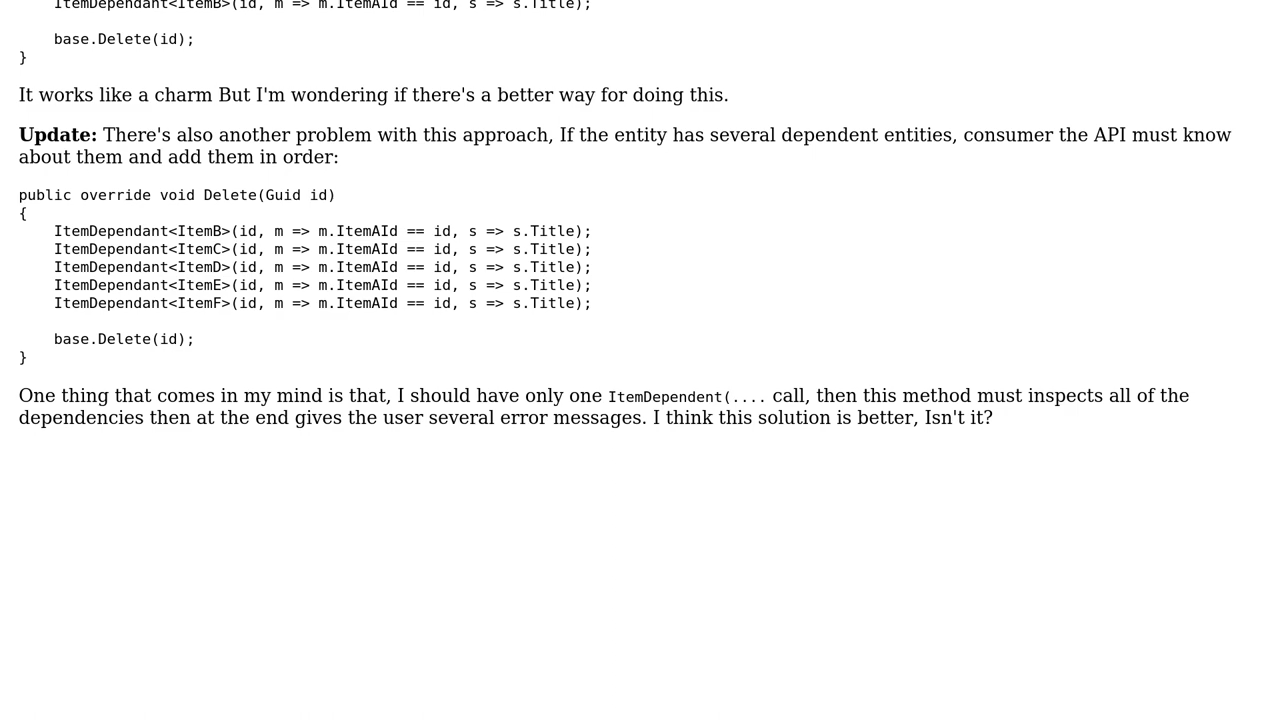 ItemDependant<ItemB>(id, m => m.ItemAId == id, s => s.Title);
base.Delete(id);
}
It works like a charm But I'm wondering if there's a better way for doing this.
Update: There's also another problem with this approach, If the entity has several dependent entities, consumer the API must know
about them and add them in order:
public override void Delete(Guid id)
{
    ItemDependant<ItemB>(id, m => m.ItemAId == id, s => s.Title);
    ItemDependant<ItemC>(id, m => m.ItemAId == id, s => s.Title);
    ItemDependant<ItemD>(id, m => m.ItemAId == id, s => s.Title);
    ItemDependant<ItemE>(id, m => m.ItemAId == id, s => s.Title);
    ItemDependant<ItemF>(id, m => m.ItemAId == id, s => s.Title);
    base.Delete(id);
}
One thing that comes in my mind is that, I should have only one ItemDependent(.... call, then this method must inspects all of the
dependencies then at the end gives the user several error messages. I think this solution is better, Isn't it?